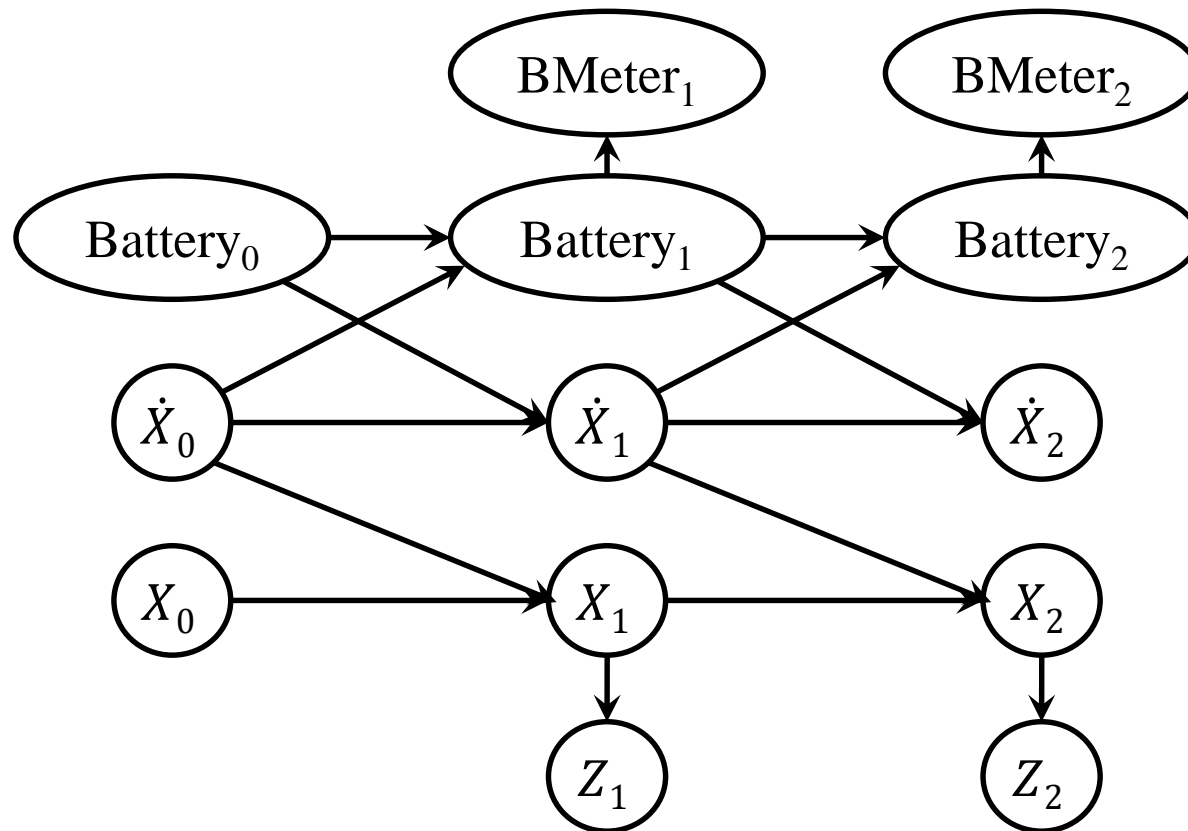 BMeter₁ BMeter₂
Battery₀ Battery₁ Battery₂
Ẋ₀ Ẋ₁ Ẋ₂
X₀ X₁ X₂
Z₁ Z₂